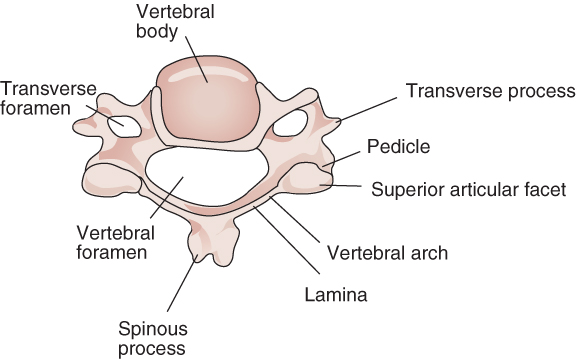 Vertebral
body
Transverse
foramen
Transverse process
Pedicle
Superior articular facet
Vertebral
foramen
Vertebral arch
Lamina
Spinous
process